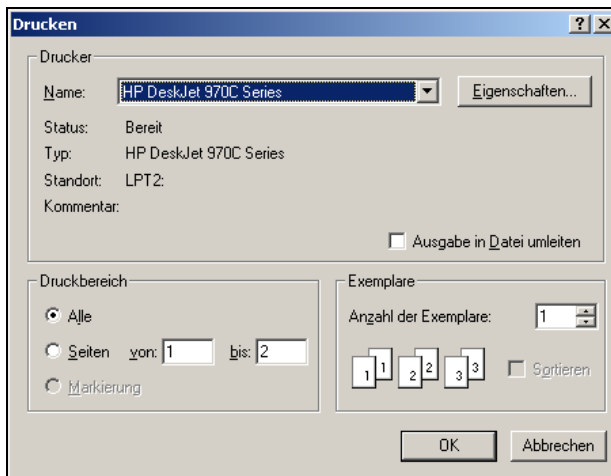 Drucken
Drucker
Name: HP DeskJet 970C Series Eigenschaften...
Status: Bereit
Typ: HP DeskJet 970C Series
Standort: LPT2:
Kommentar:
Ausgabe in Datei umleiten
Druckbereich
Alle
Seiten von: 1 bis: 2
Markierung
Exemplare
Anzahl der Exemplare: 1
1 1 2 2 3 3 Sortieren
OK Abbrechen